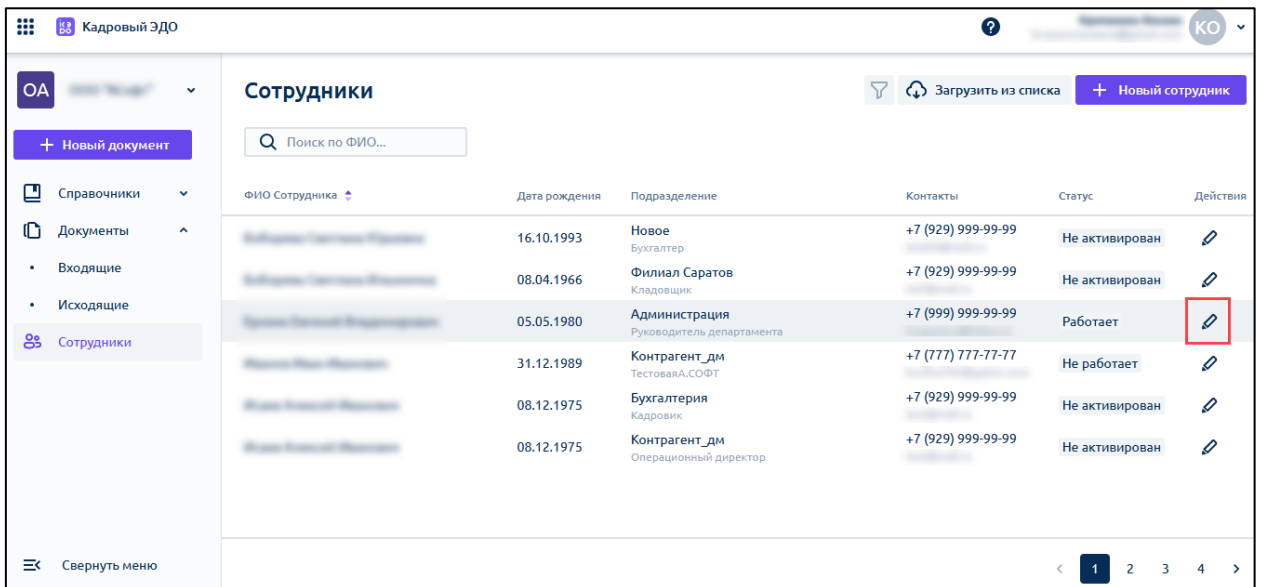 Кадровый ЭДО
КО
ОА
Сотрудники
Загрузить из списка
+ Новый сотрудник
+ Новый документ
Поиск по ФИО...
Справочники
Документы
Входящие
Исходящие
Сотрудники
ФИО Сотрудника Дата рождения Подразделение Контакты Статус Действия
16.10.1993 Новое +7 (929) 999-99-99 Не активирован
Бухгалтер
08.04.1966 Филиал Саратов +7 (929) 999-99-99 Не активирован
Кладовщик
05.05.1980 Администрация +7 (999) 999-99-99 Работает
Руководитель департамента
31.12.1989 Контрагент_дм +7 (777) 777-77-77 Не работает
ТестоваяА.СОФТ
08.12.1975 Бухгалтерия +7 (929) 999-99-99 Не активирован
Кадровик
08.12.1975 Контрагент_дм +7 (929) 999-99-99 Не активирован
Операционный директор
Свернуть меню
< 1 2 3 4 >